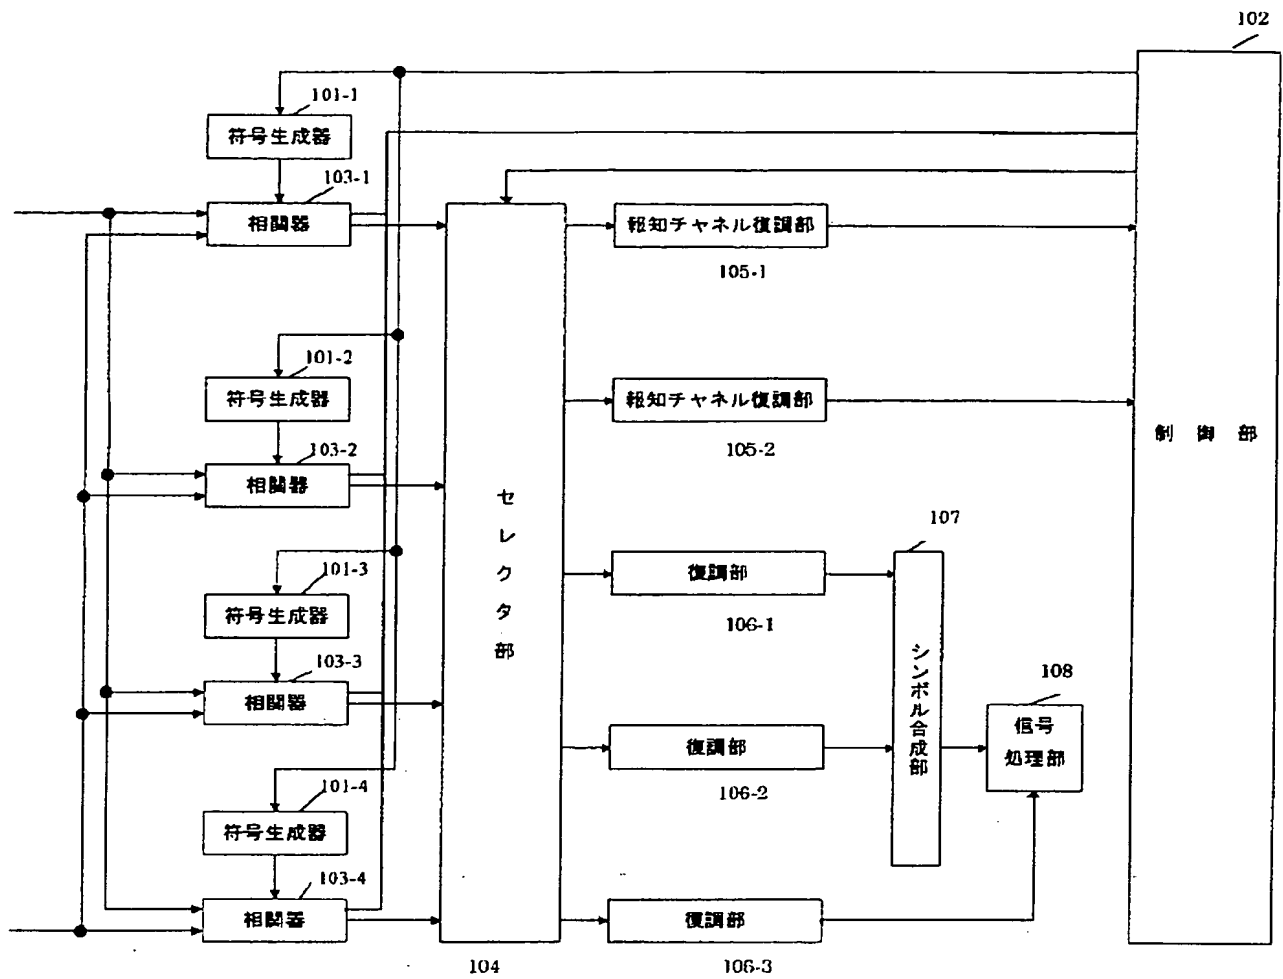 102
101-1
符号生成器
103-1
相関器
報知チャネル復調部
105-1
101-2
符号生成器
103-2
相関器
報知チャネル復調部
105-2
制御部
セレクタ部
101-3
符号生成器
103-3
相関器
復調部
106-1
107
シンボル合成部
108
信号
処理部
復調部
106-2
101-4
符号生成器
103-4
相関器
復調部
104
106-3